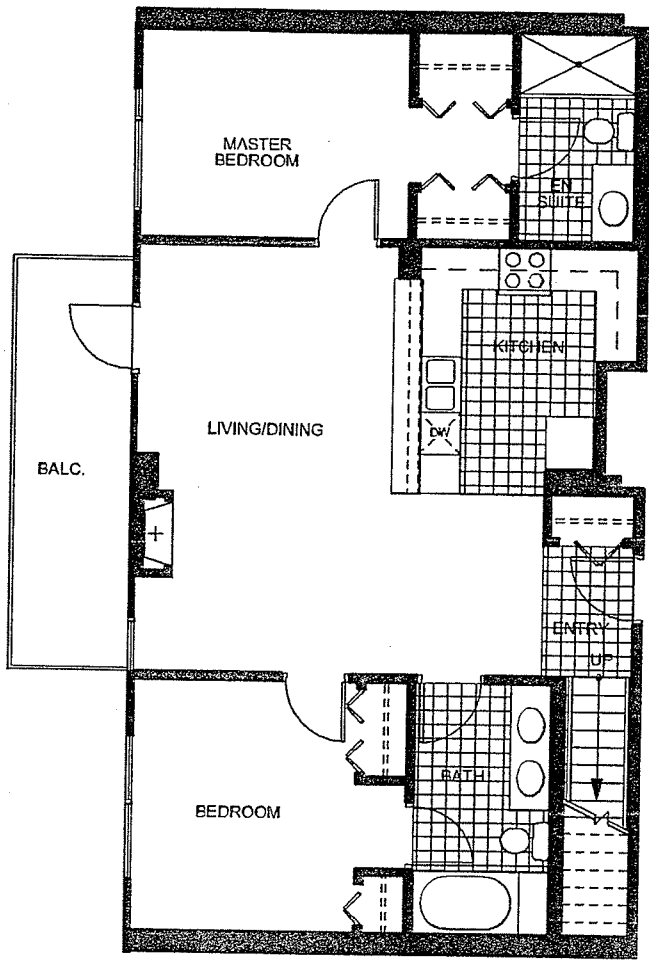 MASTER
BEDROOM
EN
SUITE
KITCHEN
LIVING/DINING
DW
BALC.
ENTRY
UP
BATH
BEDROOM